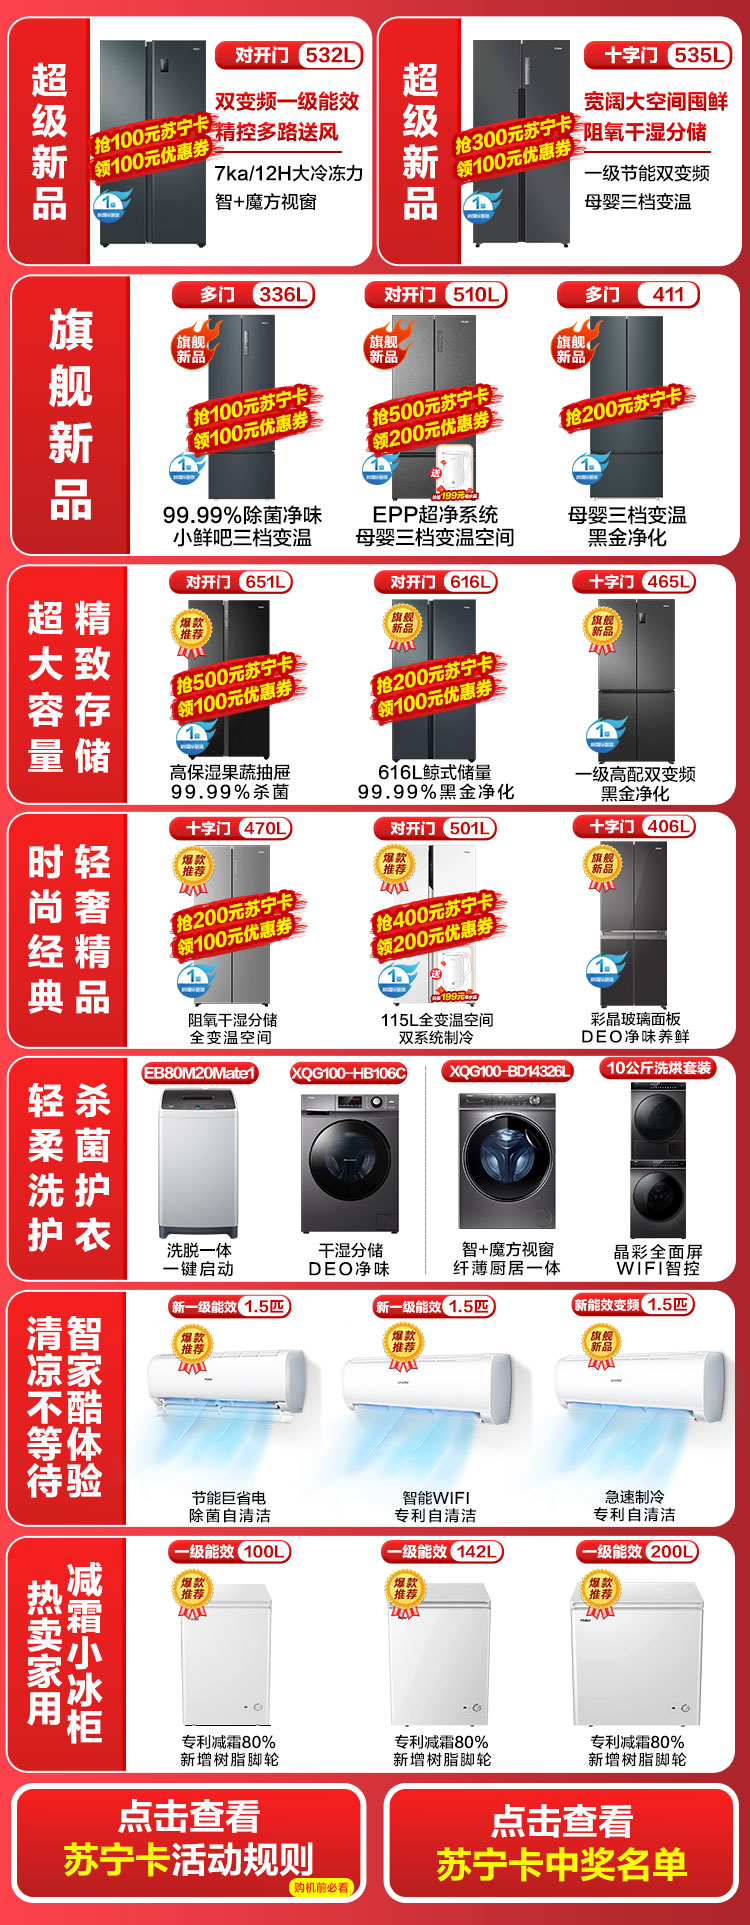 超级新品
对开门 532L
双变频一级能效
精控多路送风
7ka/12H大冷冻力
智+魔方视窗
抢100元苏宁卡
领100元优惠券
1级
超级新品
十字门 535L
宽阔大空间囤鲜
阻氧干湿分储
一级节能双变频
母婴三档变温
抢300元苏宁卡
领100元优惠券
1级
旗舰新品
多门 336L
旗舰
新品
抢100元苏宁卡
领100元优惠券
1级
99.99%除菌净味
小鲜吧三档变温
对开门 510L
旗舰
新品
抢500元苏宁卡
领200元优惠券
1级
送
199元
EPP超净系统
母婴三档变温空间
多门 411
旗舰
新品
抢200元苏宁卡
1级
母婴三档变温
黑金净化
超大容量
精致存储
对开门 651L
爆款
推荐
抢500元苏宁卡
领100元优惠券
1级
高保湿果蔬抽屉
99.99%杀菌
对开门 616L
旗舰
新品
抢200元苏宁卡
领100元优惠券
616L鲸式储量
99.99%黑金净化
十字门 465L
旗舰
新品
1级
一级高配双变频
黑金净化
时尚经典
轻奢精品
十字门 470L
爆款
推荐
抢200元苏宁卡
领100元优惠券
1级
阻氧干湿分储
全变温空间
对开门 501L
爆款
推荐
抢400元苏宁卡
领200元优惠券
1级
送
199元
115L全变温空间
双系统制冷
十字门 406L
旗舰
新品
1级
彩晶玻璃面板
DEO净味养鲜
轻柔洗护
杀菌护衣
EB80M20Mate1
洗脱一体
一键启动
XQG100-HB106C
干湿分储
DEO净味
XQG100-BD14326L
智+魔方视窗
纤薄厨居一体
10公斤洗烘套装
晶彩全面屏
WIFI智控
清凉不等待
智家酷体验
新一级能效 1.5匹
爆款
推荐
节能巨省电
除菌自清洁
新一级能效 1.5匹
爆款
推荐
智能WIFI
专利自清洁
新能效变频 1.5匹
旗舰
新品
急速制冷
专利自清洁
热卖家用
减霜小冰柜
一级能效 100L
爆款
推荐
专利减霜80%
新增树脂脚轮
一级能效 142L
爆款
推荐
专利减霜80%
新增树脂脚轮
一级能效 200L
爆款
推荐
专利减霜80%
新增树脂脚轮
点击查看
苏宁卡活动规则
购机前必看
点击查看
苏宁卡中奖名单